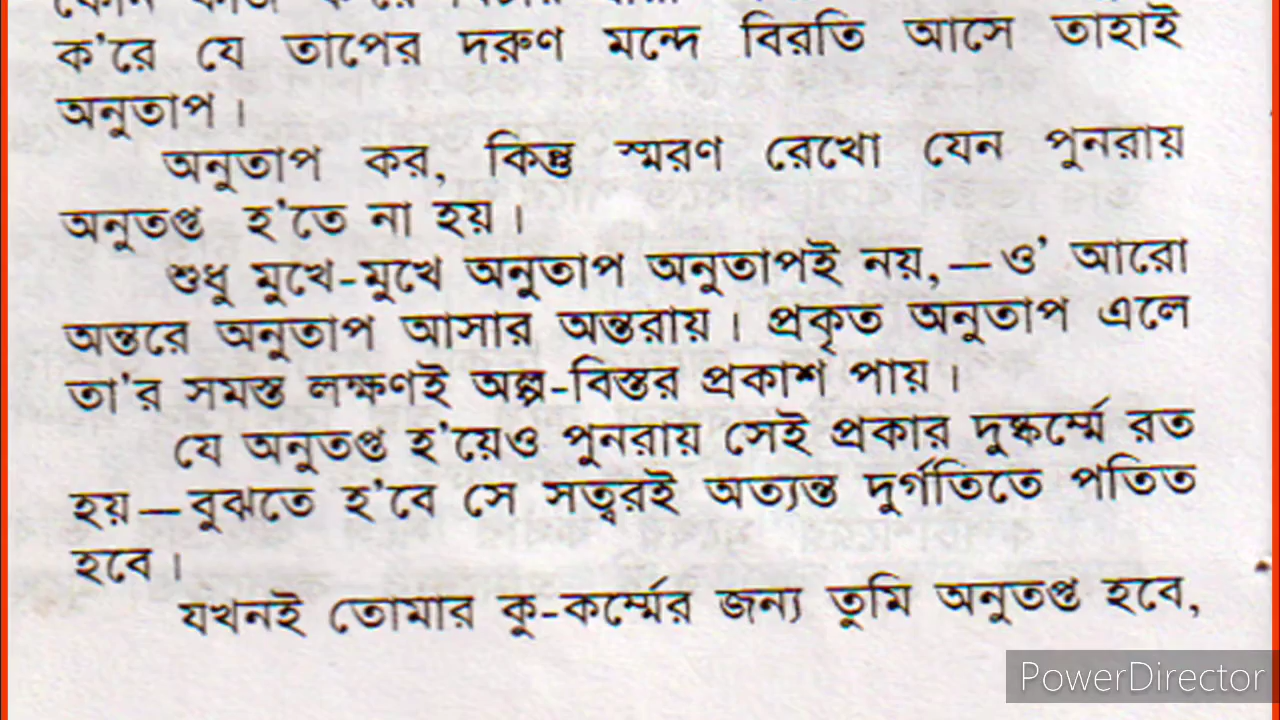 ক'রে যে তাপের দরুণ মন্দে বিরতি আসে তাহাই
অনুতাপ।
অনুতাপ কর, কিন্তু স্মরণ রেখো যেন পুনরায়
অনুতপ্ত হ'তে না হয়।
শুধু মুখে-মুখে অনুতাপ অনুতাপই নয়,—ও' আরো
অন্তরে অনুতাপ আসার অন্তরায়। প্রকৃত অনুতাপ এলে
তা'র সমস্ত লক্ষণই অল্প-বিস্তর প্রকাশ পায়।
যে অনুতপ্ত হ'য়েও পুনরায় সেই প্রকার দুষ্কর্ম্মে রত
হয়—বুঝতে হ'বে সে সত্বরই অত্যন্ত দুর্গতিতে পতিত
হবে।
যখনই তোমার কু-কর্ম্মের জন্য তুমি অনুতপ্ত হবে,
PowerDirector